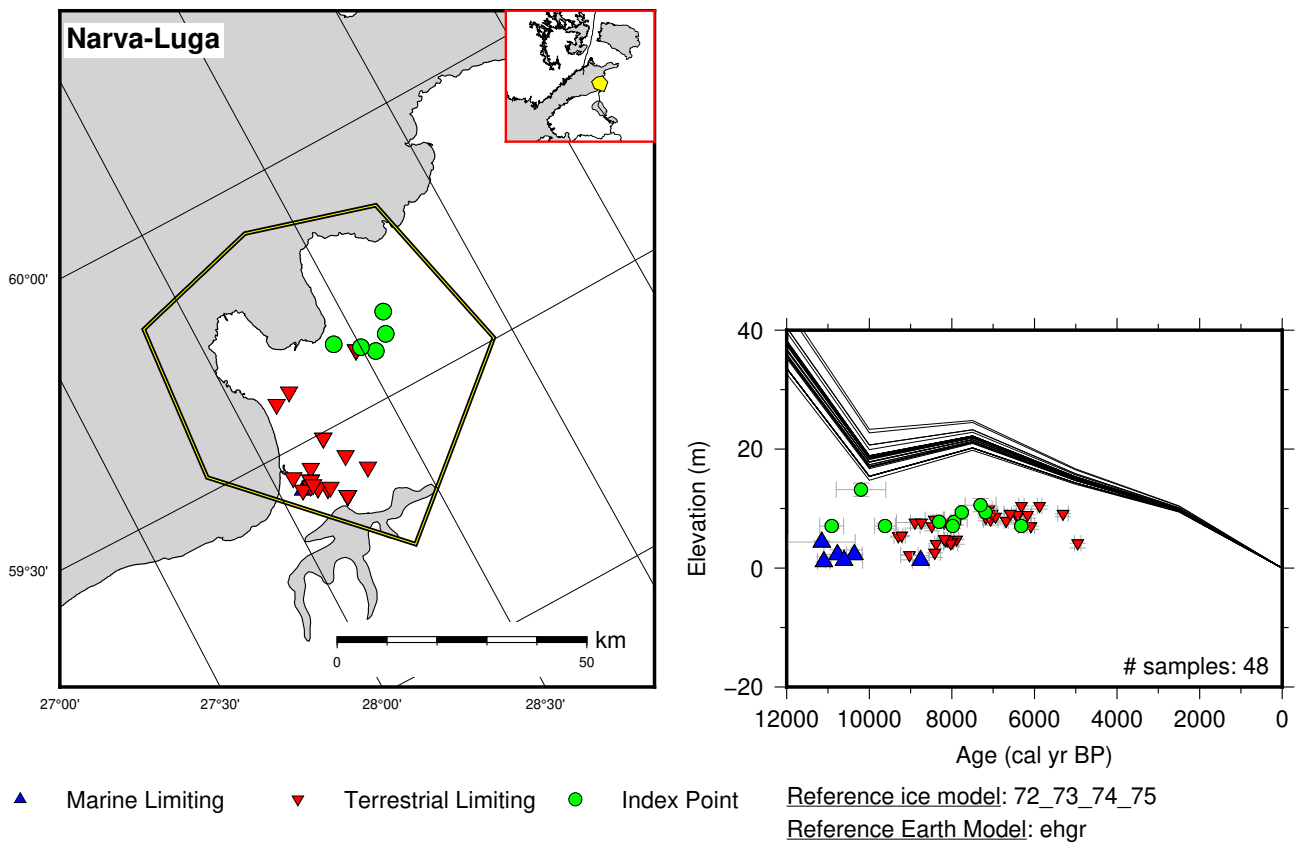 Narva-Luga
60°00'
59°30'
27°00'
27°30'
28°00'
28°30'
km
0
50
Elevation (m)
40
20
0
−20
# samples: 48
12000
10000
8000
6000
4000
2000
0
Age (cal yr BP)
Marine Limiting
Terrestrial Limiting
Index Point
Reference ice model: 72_73_74_75
Reference Earth Model: ehgr